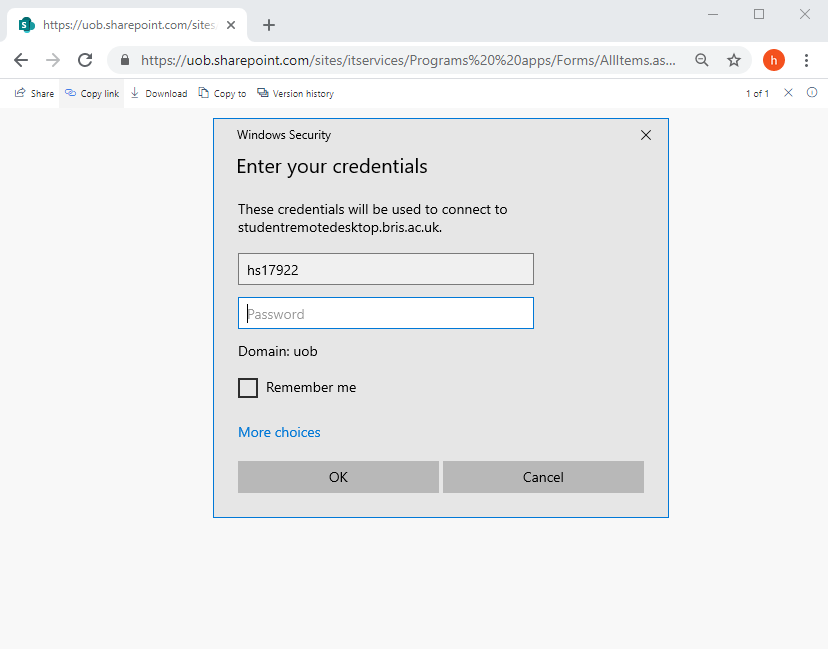 https://uob.sharepoint.com/sites
https://uob.sharepoint.com/sites/itservices/Programs%20%20apps/Forms/AllItems.as...
h
Share
Copy link
Download
Copy to
Version history
1 of 1
Windows Security
Enter your credentials
These credentials will be used to connect to
studentremotedesktop.bris.ac.uk.
hs17922
Password
Domain: uob
Remember me
More choices
OK
Cancel